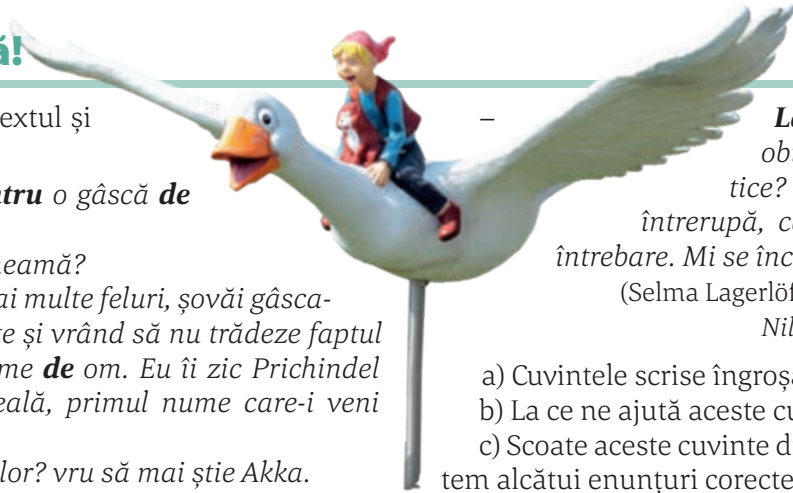 ă!
extul și
tru o gâscă de
neamă?
ai multe feluri, șovăi gâsca-
te și vrând să nu trădeze faptul
me de om. Eu îi zic Prichindel
eală, primul nume care-i veni
lor? vru să mai știe Akka.
–
obi
tice?
întrerupă, c
întrebare. Mi se înc
(Selma Lagerlöf
Nil
a) Cuvintele scrise îngroșa
b) La ce ne ajută aceste cu
c) Scoate aceste cuvinte d
tem alcătui enunțuri corecte